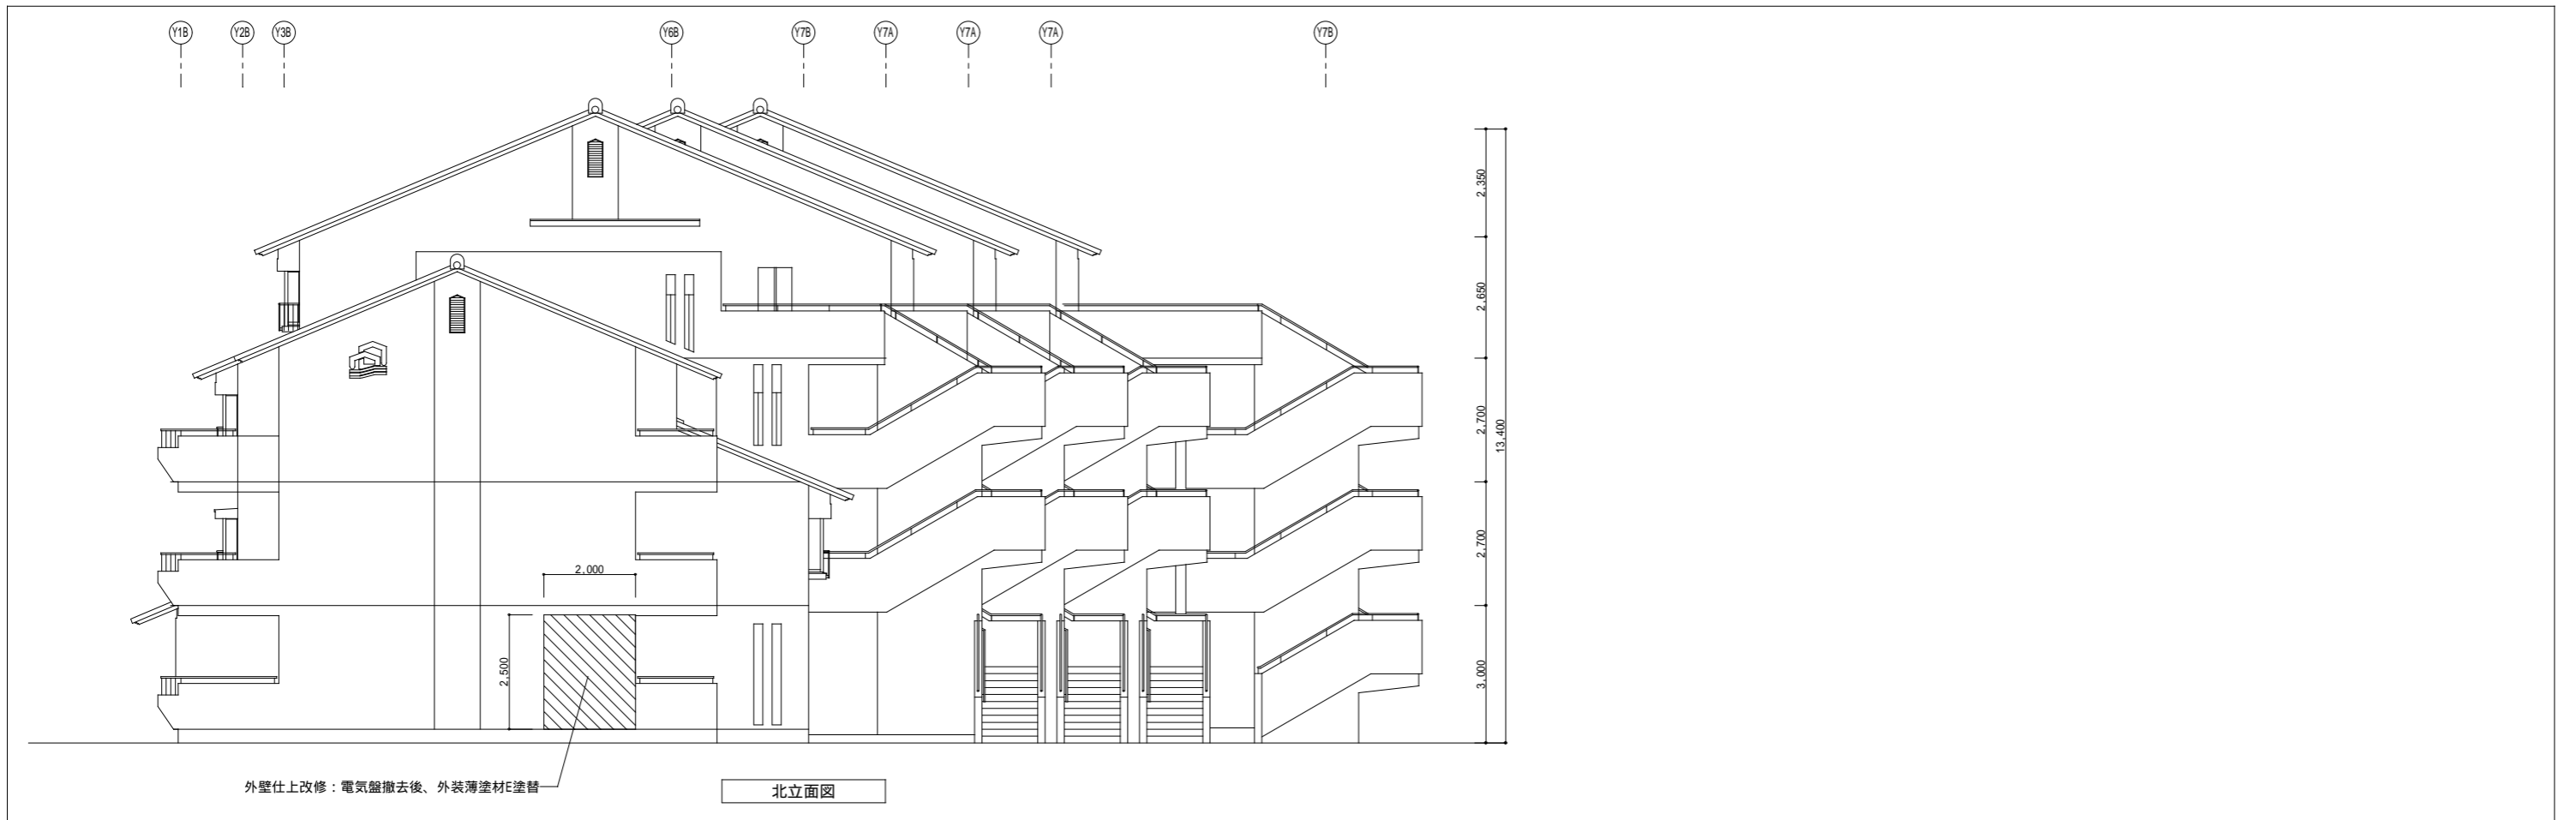 Y1B
Y2B
Y3B
Y6B
Y7B
Y7A
Y7A
Y7A
Y7B
2,350
2,650
2,700
13,400
2,700
2,000
2,500
3,000
外壁仕上改修：電気盤撤去後、外装薄塗材E塗替
北立面図